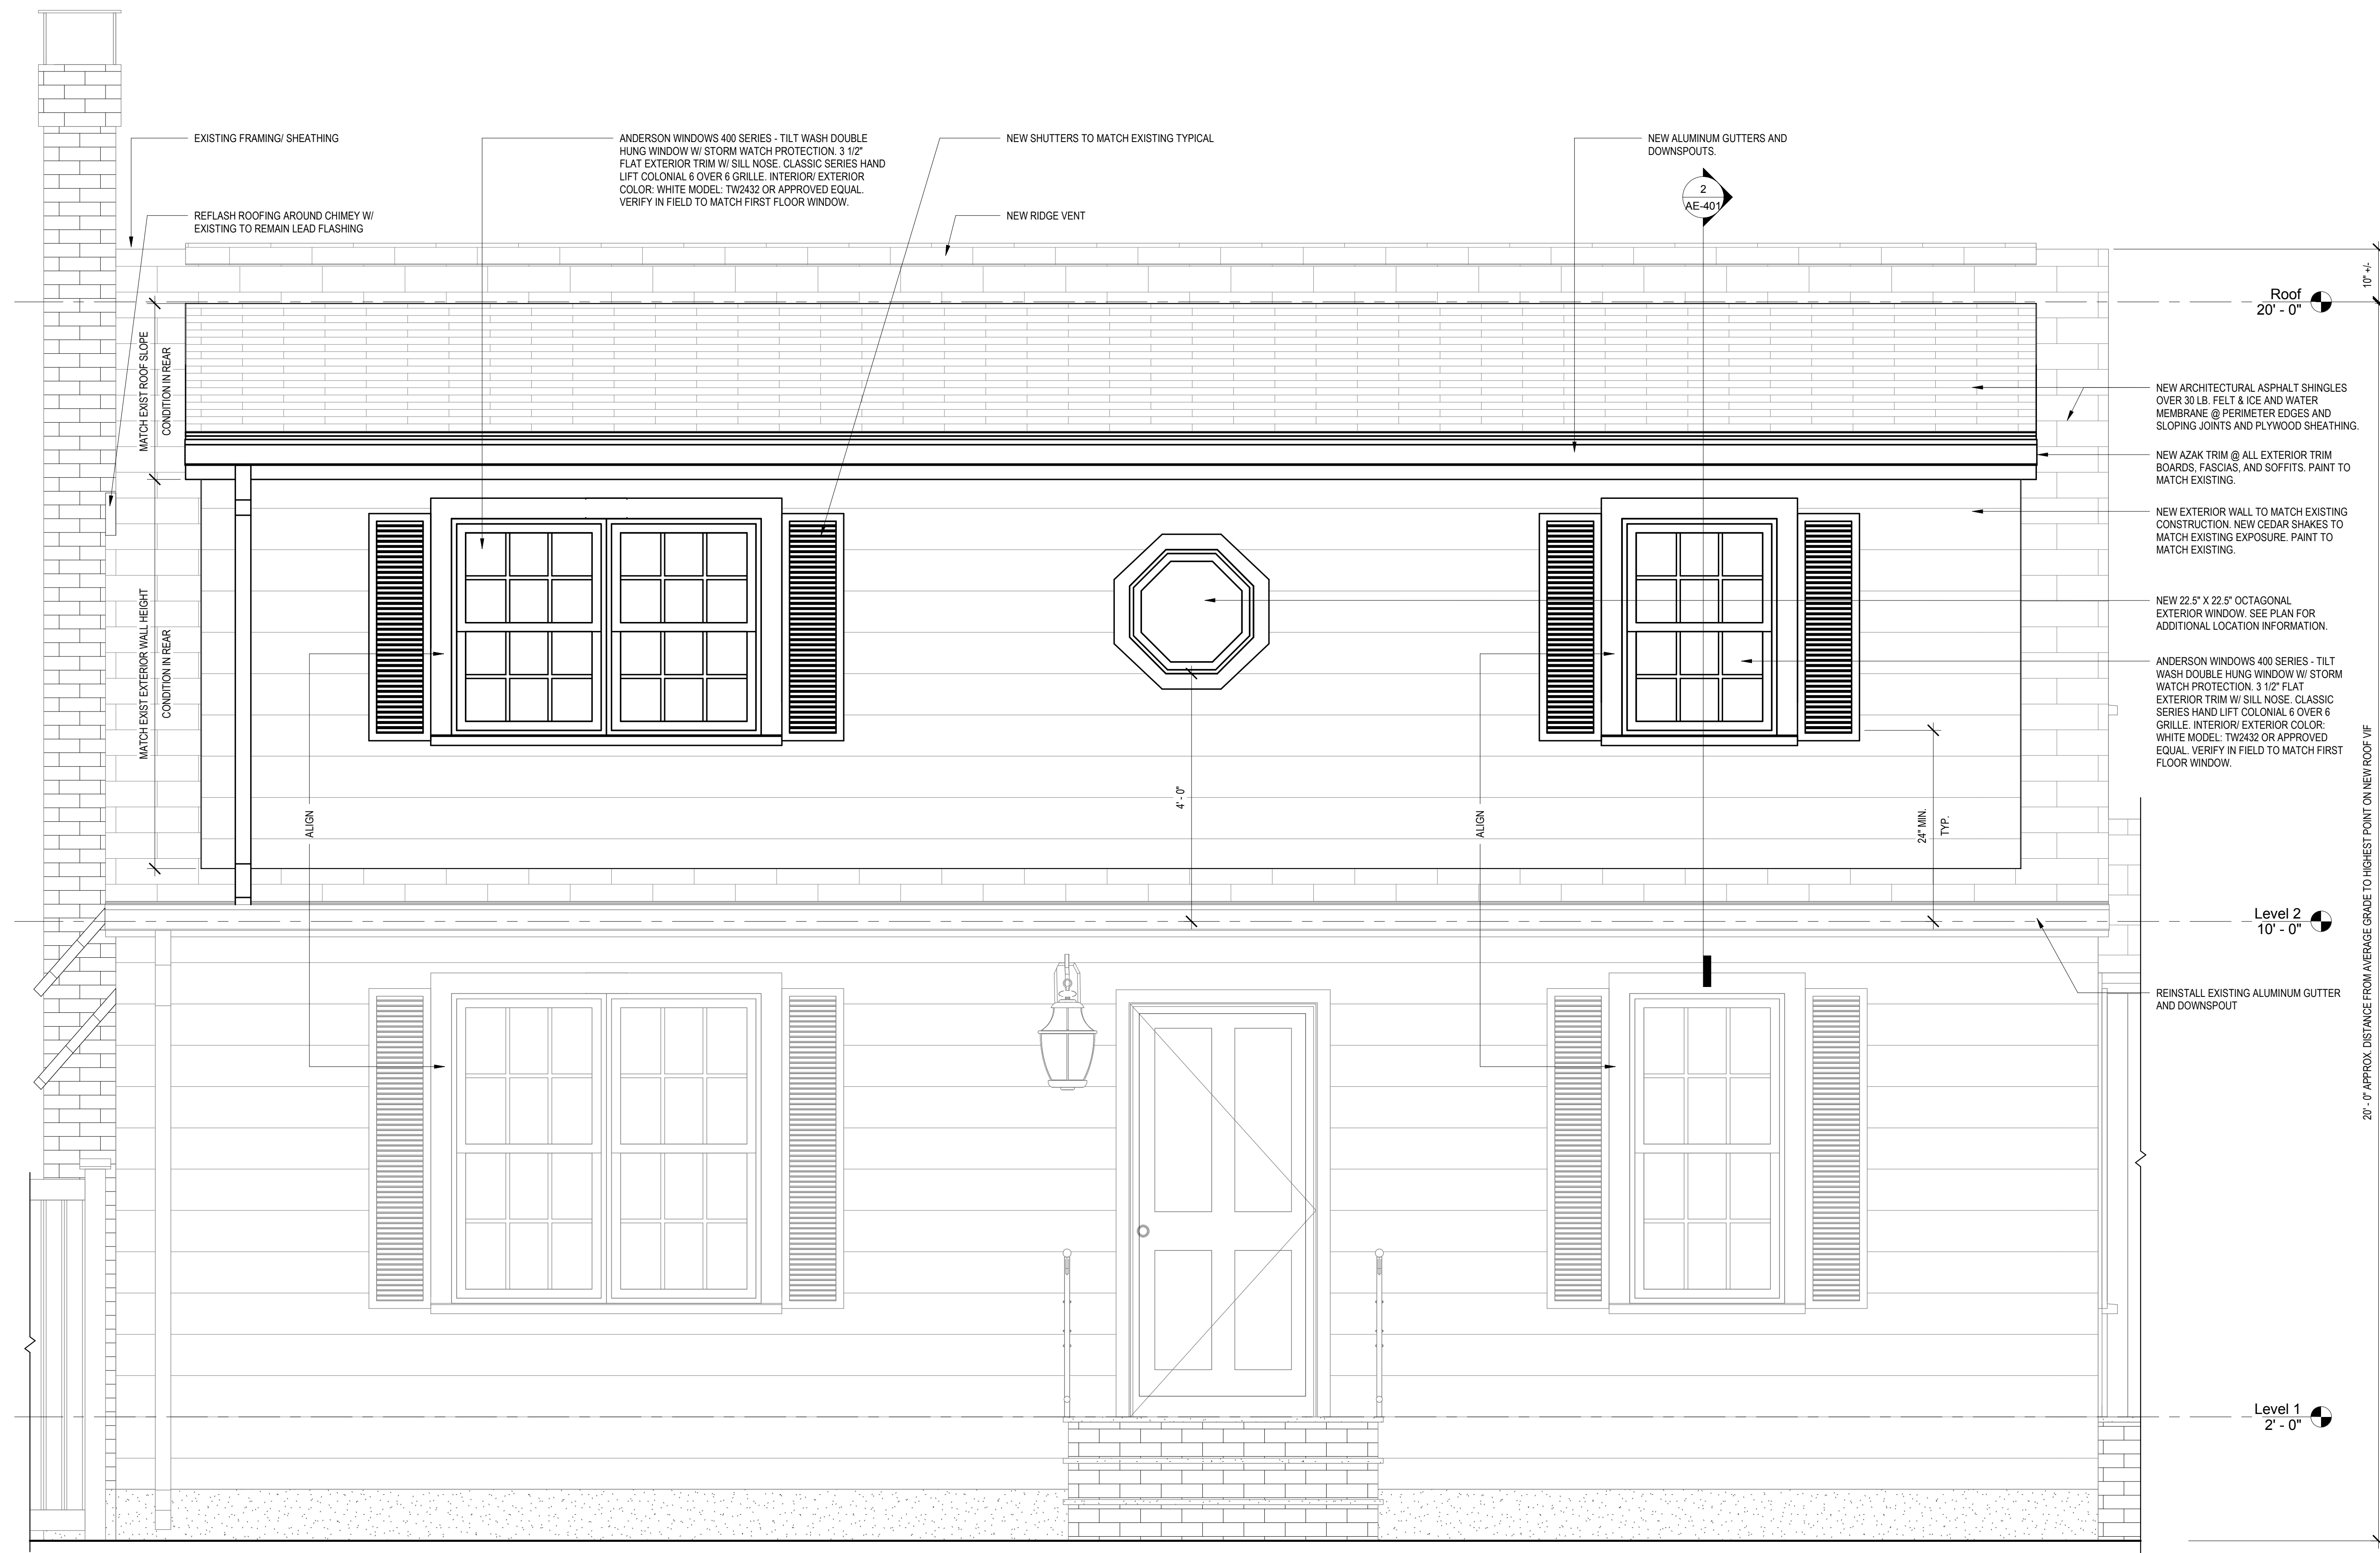 EXISTING FRAMING/ SHEATHING
REFLASH ROOFING AROUND CHIMEY W/
EXISTING TO REMAIN LEAD FLASHING
ANDERSON WINDOWS 400 SERIES - TILT WASH DOUBLE
HUNG WINDOW W/ STORM WATCH PROTECTION. 3 1/2"
FLAT EXTERIOR TRIM W/ SILL NOSE. CLASSIC SERIES HAND
LIFT COLONIAL 6 OVER 6 GRILLE. INTERIOR/ EXTERIOR
COLOR: WHITE MODEL: TW2432 OR APPROVED EQUAL.
VERIFY IN FIELD TO MATCH FIRST FLOOR WINDOW.
NEW SHUTTERS TO MATCH EXISTING TYPICAL
NEW RIDGE VENT
NEW ALUMINUM GUTTERS AND
DOWNSPOUTS.
2
AE-401
10" +/-
Roof
20' - 0"
MATCH EXIST ROOF SLOPE
CONDITION IN REAR
NEW ARCHITECTURAL ASPHALT SHINGLES
OVER 30 LB. FELT & ICE AND WATER
MEMBRANE @ PERIMETER EDGES AND
SLOPING JOINTS AND PLYWOOD SHEATHING.
NEW AZAK TRIM @ ALL EXTERIOR TRIM
BOARDS, FASCIAS, AND SOFFITS. PAINT TO
MATCH EXISTING.
NEW EXTERIOR WALL TO MATCH EXISTING
CONSTRUCTION. NEW CEDAR SHAKES TO
MATCH EXISTING EXPOSURE. PAINT TO
MATCH EXISTING.
NEW 22.5" X 22.5" OCTAGONAL
EXTERIOR WINDOW. SEE PLAN FOR
ADDITIONAL LOCATION INFORMATION.
MATCH EXIST EXTERIOR WALL HEIGHT
CONDITION IN REAR
ANDERSON WINDOWS 400 SERIES - TILT
WASH DOUBLE HUNG WINDOW W/ STORM
WATCH PROTECTION. 3 1/2" FLAT
EXTERIOR TRIM W/ SILL NOSE. CLASSIC
SERIES HAND LIFT COLONIAL 6 OVER 6
GRILLE. INTERIOR/ EXTERIOR COLOR:
WHITE MODEL: TW2432 OR APPROVED
EQUAL. VERIFY IN FIELD TO MATCH FIRST
FLOOR WINDOW.
ALIGN
4' - 0"
ALIGN
24" MIN.
TYP.
Level 2
10' - 0"
REINSTALL EXISTING ALUMINUM GUTTER
AND DOWNSPOUT
20' - 0" APPROX. DISTANCE FROM AVERAGE GRADE TO HIGHEST POINT ON NEW ROOF VIF
Level 1
2' - 0"